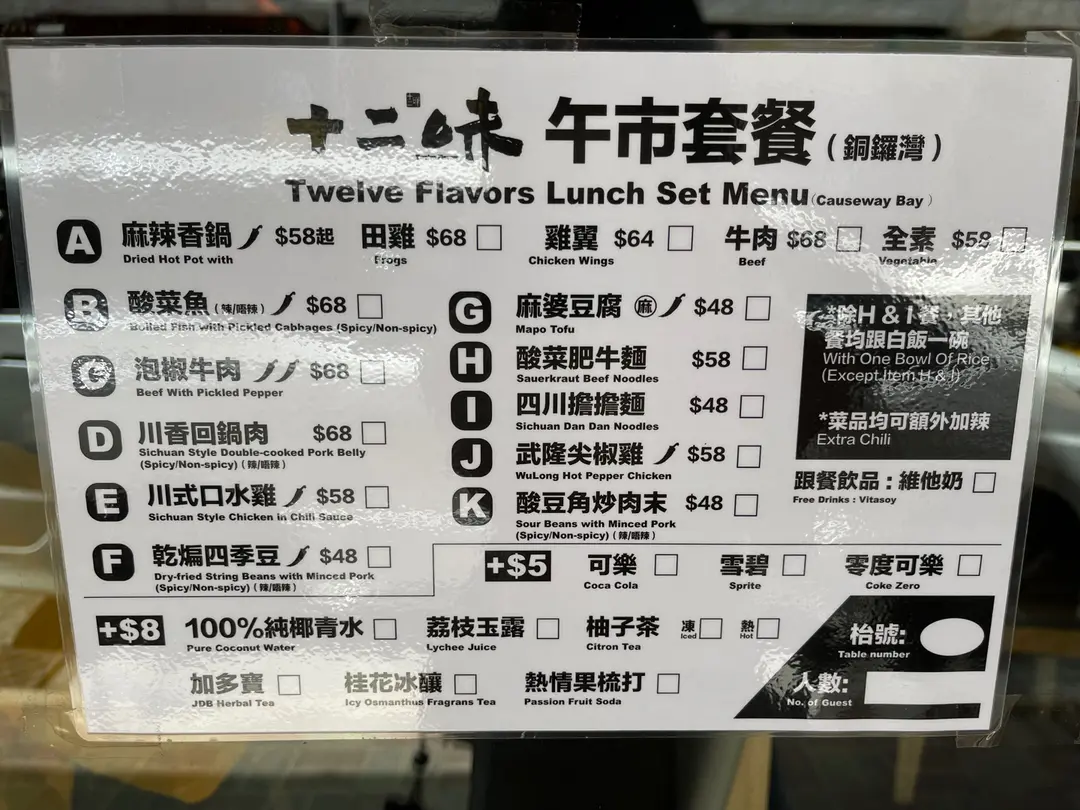 十二味 午市套餐(銅鑼灣)
Twelve Flavors Lunch Set Menu(Causeway Bay)
A 麻辣香鍋 $58起 田雞 $68 雞翼 $64 牛肉 $68 全素 $58
Dried Hot Pot with Frogs Chicken Wings Beef Vegetable
B 酸菜魚(辣/唔辣) $68
Boiled Fish with Pickled Cabbages (Spicy/Non-spicy)
C 泡椒牛肉 $68
Beef With Pickled Pepper
D 川香回鍋肉 $68
Sichuan Style Double-cooked Pork Belly
(Spicy/Non-spicy)(辣/唔辣)
E 川式口水雞 $58
Sichuan Style Chicken in Chili Sauce
F 乾煸四季豆 $48
Dry-fried String Beans with Minced Pork
(Spicy/Non-spicy)(辣/唔辣)
G 麻婆豆腐 麻 $48
Mapo Tofu
H 酸菜肥牛麵 $58
Sauerkraut Beef Noodles
I 四川擔擔麵 $48
Sichuan Dan Dan Noodles
J 武隆尖椒雞 $58
WuLong Hot Pepper Chicken
K 酸豆角炒肉末 $48
Sour Beans with Minced Pork
(Spicy/Non-spicy)(辣/唔辣)
*除H & I餐,其他
餐均跟白飯一碗
With One Bowl Of Rice
(Except Item H & I)
*菜品均可額外加辣
Extra Chili
跟餐飲品:維他奶
Free Drinks : Vitasoy
+$5 可樂 雪碧 零度可樂
Coca Cola Sprite Coke Zero
+$8 100%純椰青水 荔枝玉露 柚子茶 凍 Iced 熱 Hot
Pure Coconut Water Lychee Juice Citron Tea
加多寶 桂花冰釀 熱情果梳打
JDB Herbal Tea Icy Osmanthus Fragrans Tea Passion Fruit Soda
枱號:
Table number
人數:
No. of Guest